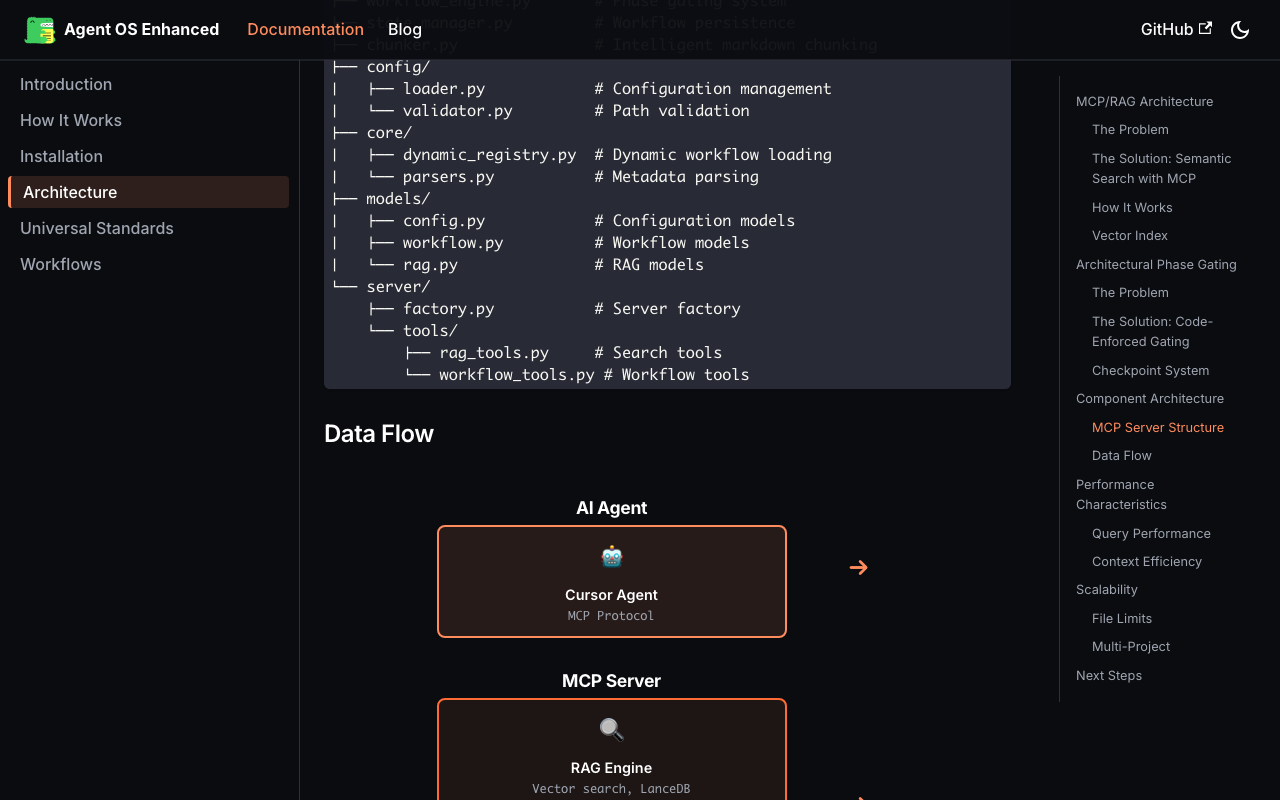 Agent OS Enhanced
Documentation
Blog
GitHub
Introduction
How It Works
Installation
Architecture
Universal Standards
Workflows
workflow_engine.py # Phase gating system
# Workflow persistence
├── chunker.py # Intelligent markdown chunking
├── config/
│   ├── loader.py            # Configuration management
│   └── validator.py         # Path validation
├── core/
│   ├── dynamic_registry.py  # Dynamic workflow loading
│   └── parsers.py           # Metadata parsing
├── models/
│   ├── config.py            # Configuration models
│   ├── workflow.py          # Workflow models
│   └── rag.py               # RAG models
└── server/
    ├── factory.py           # Server factory
    └── tools/
        ├── rag_tools.py     # Search tools
        └── workflow_tools.py # Workflow tools
Data Flow
AI Agent
Cursor Agent
MCP Protocol
→
MCP Server
RAG Engine
Vector search, LanceDB
MCP/RAG Architecture
The Problem
The Solution: Semantic
Search with MCP
How It Works
Vector Index
Architectural Phase Gating
The Problem
The Solution: Code-
Enforced Gating
Checkpoint System
Component Architecture
MCP Server Structure
Data Flow
Performance
Characteristics
Query Performance
Context Efficiency
Scalability
File Limits
Multi-Project
Next Steps